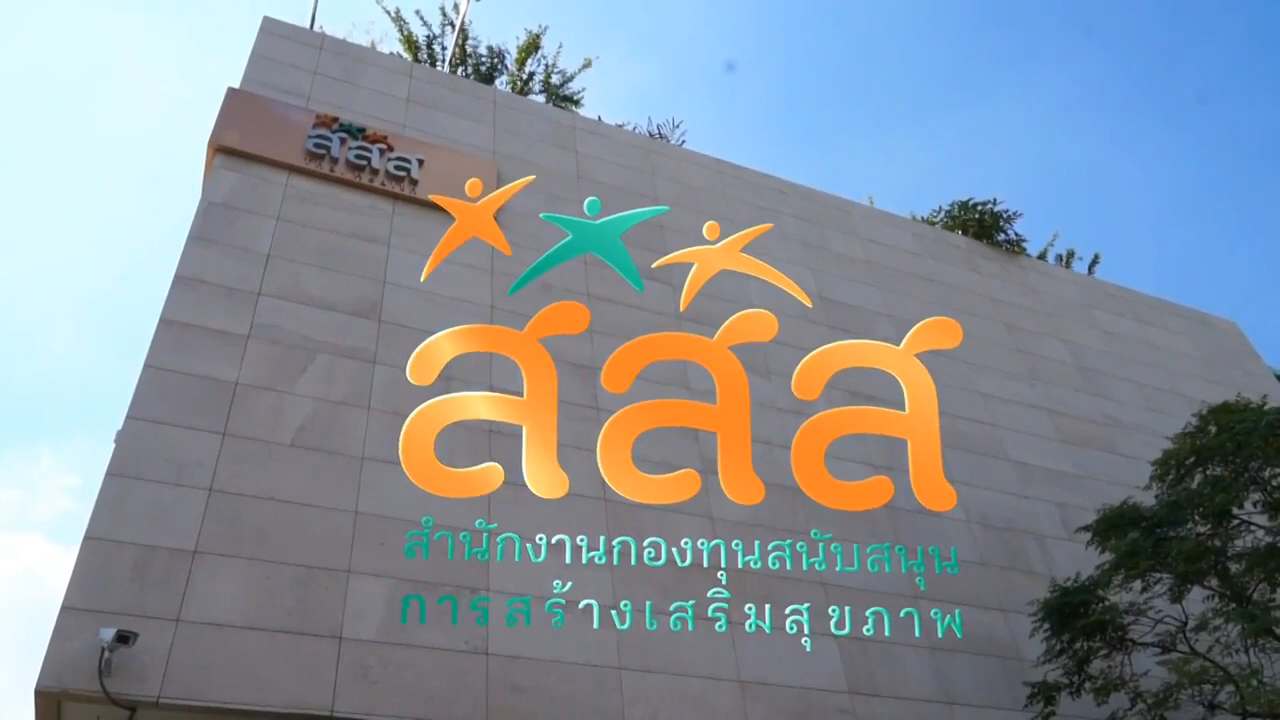 สสส
สสส
สำนักงานกองทุนสนับสนุน
การสร้างเสริมสุขภาพ